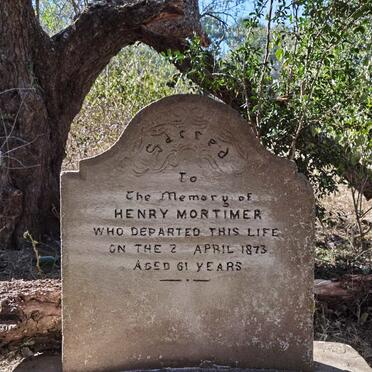 Sacred
To
The Memory of
HENRY MORTIMER
WHO DEPARTED THIS LIFE
ON THE 2 APRIL 1873
AGED 61 YEARS